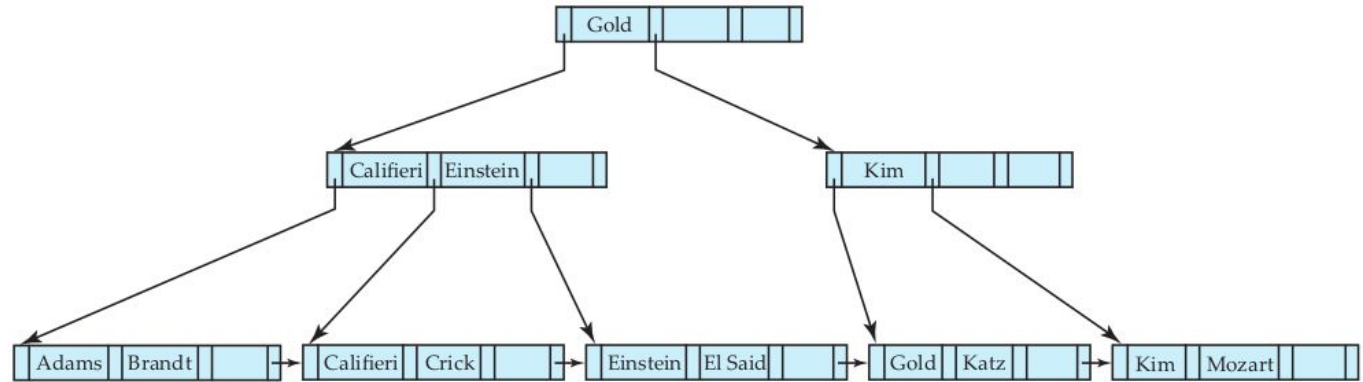 Gold
Califieri Einstein Kim
Adams Brandt Califieri Crick Einstein El Said Gold Katz Kim Mozart